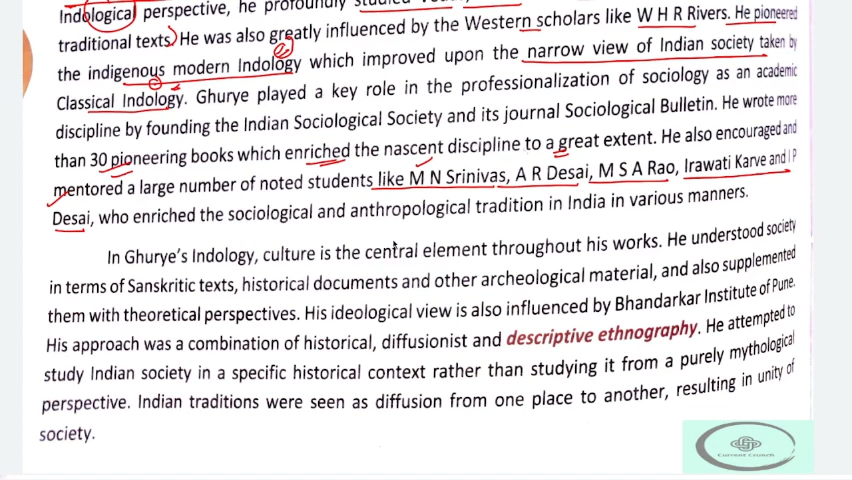 Indological perspective, he profoundly studied
traditional texts. He was also greatly influenced by the Western scholars like W H R Rivers. He pioneered
the indigenous modern Indology which improved upon the narrow view of Indian society taken by
Classical Indology. Ghurye played a key role in the professionalization of sociology as an academic
discipline by founding the Indian Sociological Society and its journal Sociological Bulletin. He wrote more
than 30 pioneering books which enriched the nascent discipline to a great extent. He also encouraged and
mentored a large number of noted students like M N Srinivas, A R Desai, M S A Rao, Irawati Karve and I P
Desai, who enriched the sociological and anthropological tradition in India in various manners.
In Ghurye's Indology, culture is the central element throughout his works. He understood society
in terms of Sanskritic texts, historical documents and other archeological material, and also supplemented
them with theoretical perspectives. His ideological view is also influenced by Bhandarkar Institute of Pune.
His approach was a combination of historical, diffusionist and descriptive ethnography. He attempted to
study Indian society in a specific historical context rather than studying it from a purely mythological
perspective. Indian traditions were seen as diffusion from one place to another, resulting in unity of
society.
Current Crunch